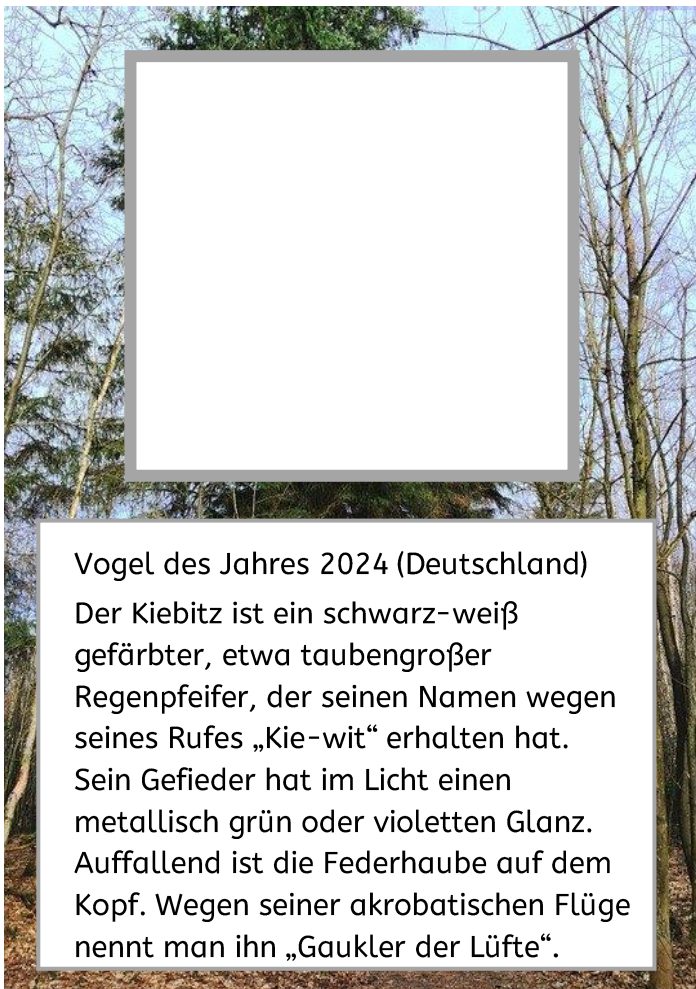 Vogel des Jahres 2024 (Deutschland)
Der Kiebitz ist ein schwarz-weiß
gefärbter, etwa taubengroßer
Regenpfeifer, der seinen Namen wegen
seines Rufes „Kie-wit“ erhalten hat.
Sein Gefieder hat im Licht einen
metallisch grün oder violetten Glanz.
Auffallend ist die Federhaube auf dem
Kopf. Wegen seiner akrobatischen Flüge
nennt man ihn „Gaukler der Lüfte“.